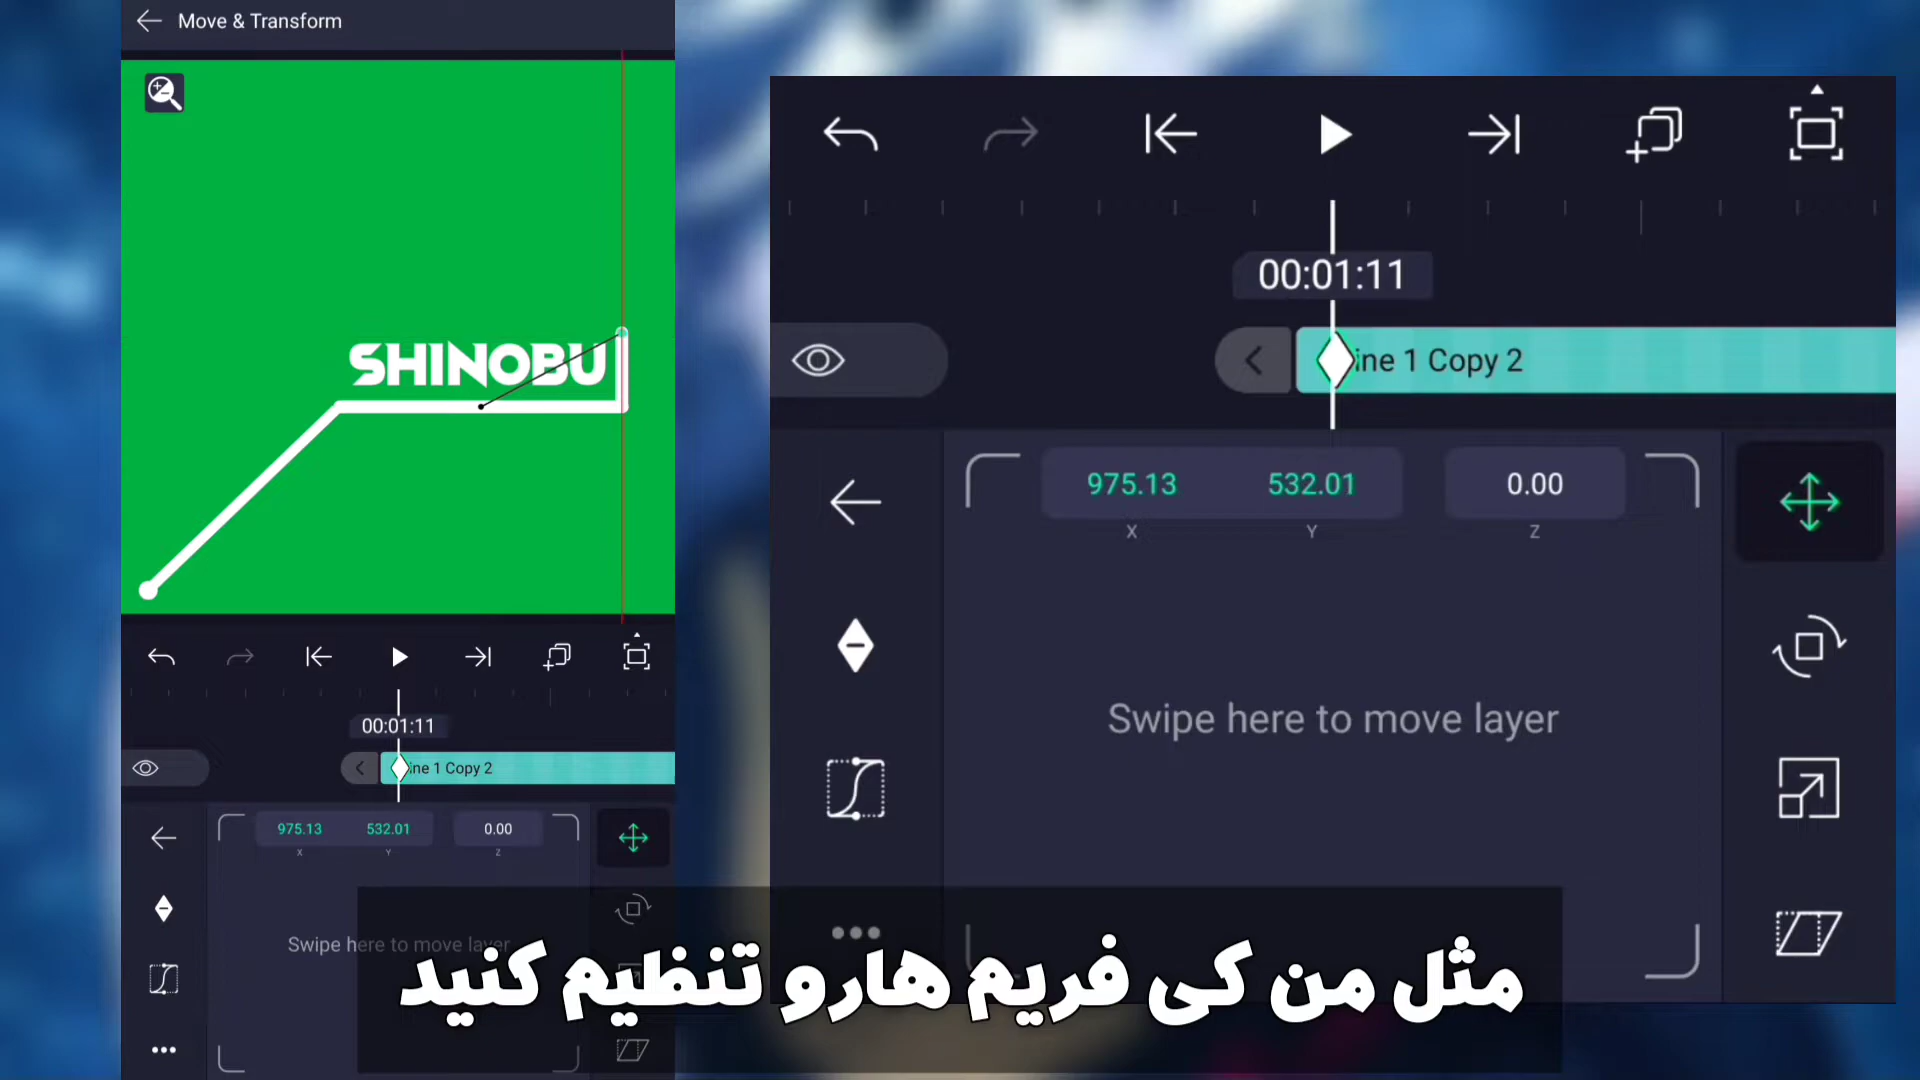 Move & Transform
SHINOBU
00:01:11
ine 1 Copy 2
975.13 532.01 0.00
X Y Z
Swipe here to move layer
00:01:11
ine 1 Copy 2
975.13 532.01 0.00
X Y Z
Swipe here to move layer
مثل من کی فریم هارو تنظیم کنید